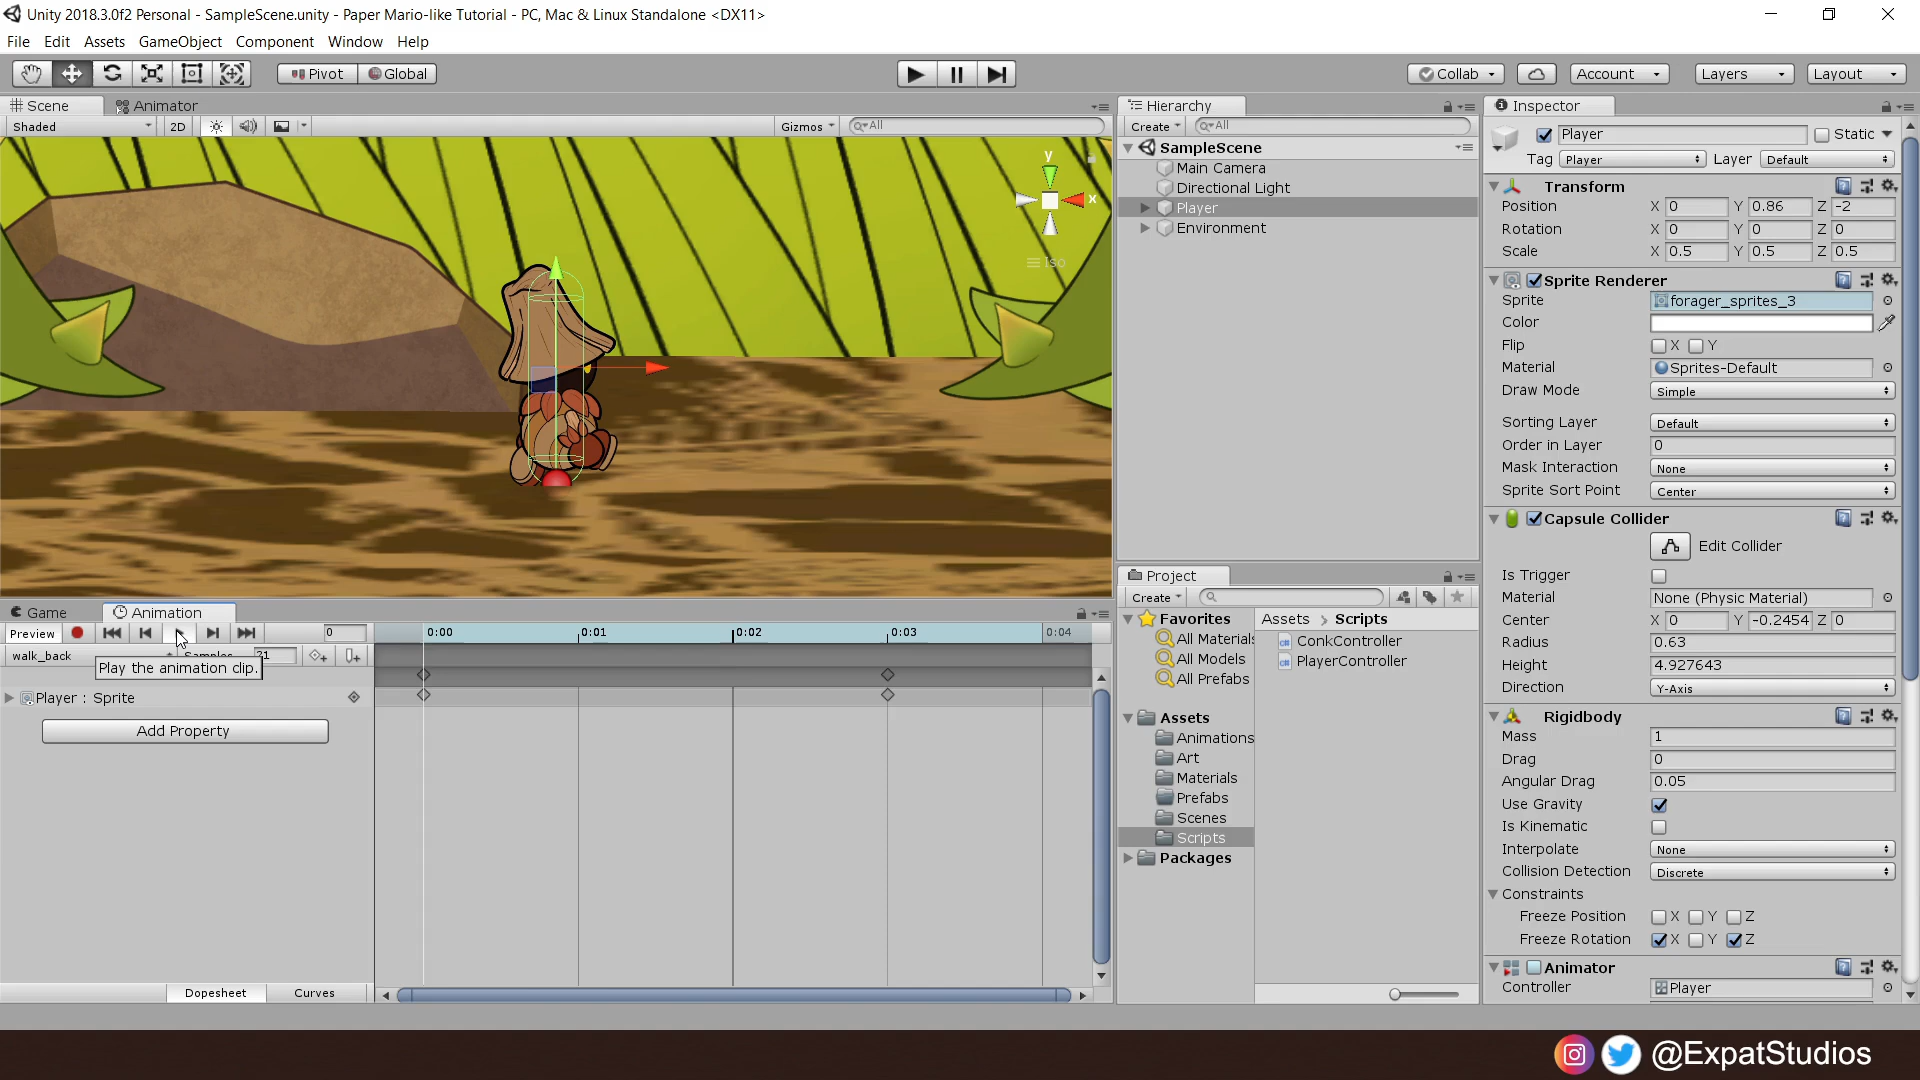 Unity 2018.3.0f2 Personal - SampleScene.unity - Paper Mario-like Tutorial - PC, Mac & Linux Standalone <DX11>
File Edit Assets GameObject Component Window Help
Pivot Global
Collab Account Layers Layout
Scene Animator
Shaded 2D Gizmos All
y
x
Iso
Game Animation
Preview 0 0:00 0:01 0:02 0:03 0:04
walk_back Samples 21
Play the animation clip.
Player : Sprite
Add Property
Dopesheet Curves
Hierarchy
Create All
SampleScene
Main Camera
Directional Light
Player
Environment
Project
Create
Favorites
All Materials
All Models
All Prefabs
Assets
Animations
Art
Materials
Prefabs
Scenes
Scripts
Packages
Assets Scripts
ConkController
PlayerController
Inspector
Player Static
Tag Player Layer Default
Transform
Position X 0 Y 0.86 Z -2
Rotation X 0 Y 0 Z 0
Scale X 0.5 Y 0.5 Z 0.5
Sprite Renderer
Sprite forager_sprites_3
Color
Flip X Y
Material Sprites-Default
Draw Mode Simple
Sorting Layer Default
Order in Layer 0
Mask Interaction None
Sprite Sort Point Center
Capsule Collider
Edit Collider
Is Trigger
Material None (Physic Material)
Center X 0 Y -0.2454 Z 0
Radius 0.63
Height 4.927643
Direction Y-Axis
Rigidbody
Mass 1
Drag 0
Angular Drag 0.05
Use Gravity
Is Kinematic
Interpolate None
Collision Detection Discrete
Constraints
Freeze Position X Y Z
Freeze Rotation X Y Z
Animator
Controller Player
@ExpatStudios